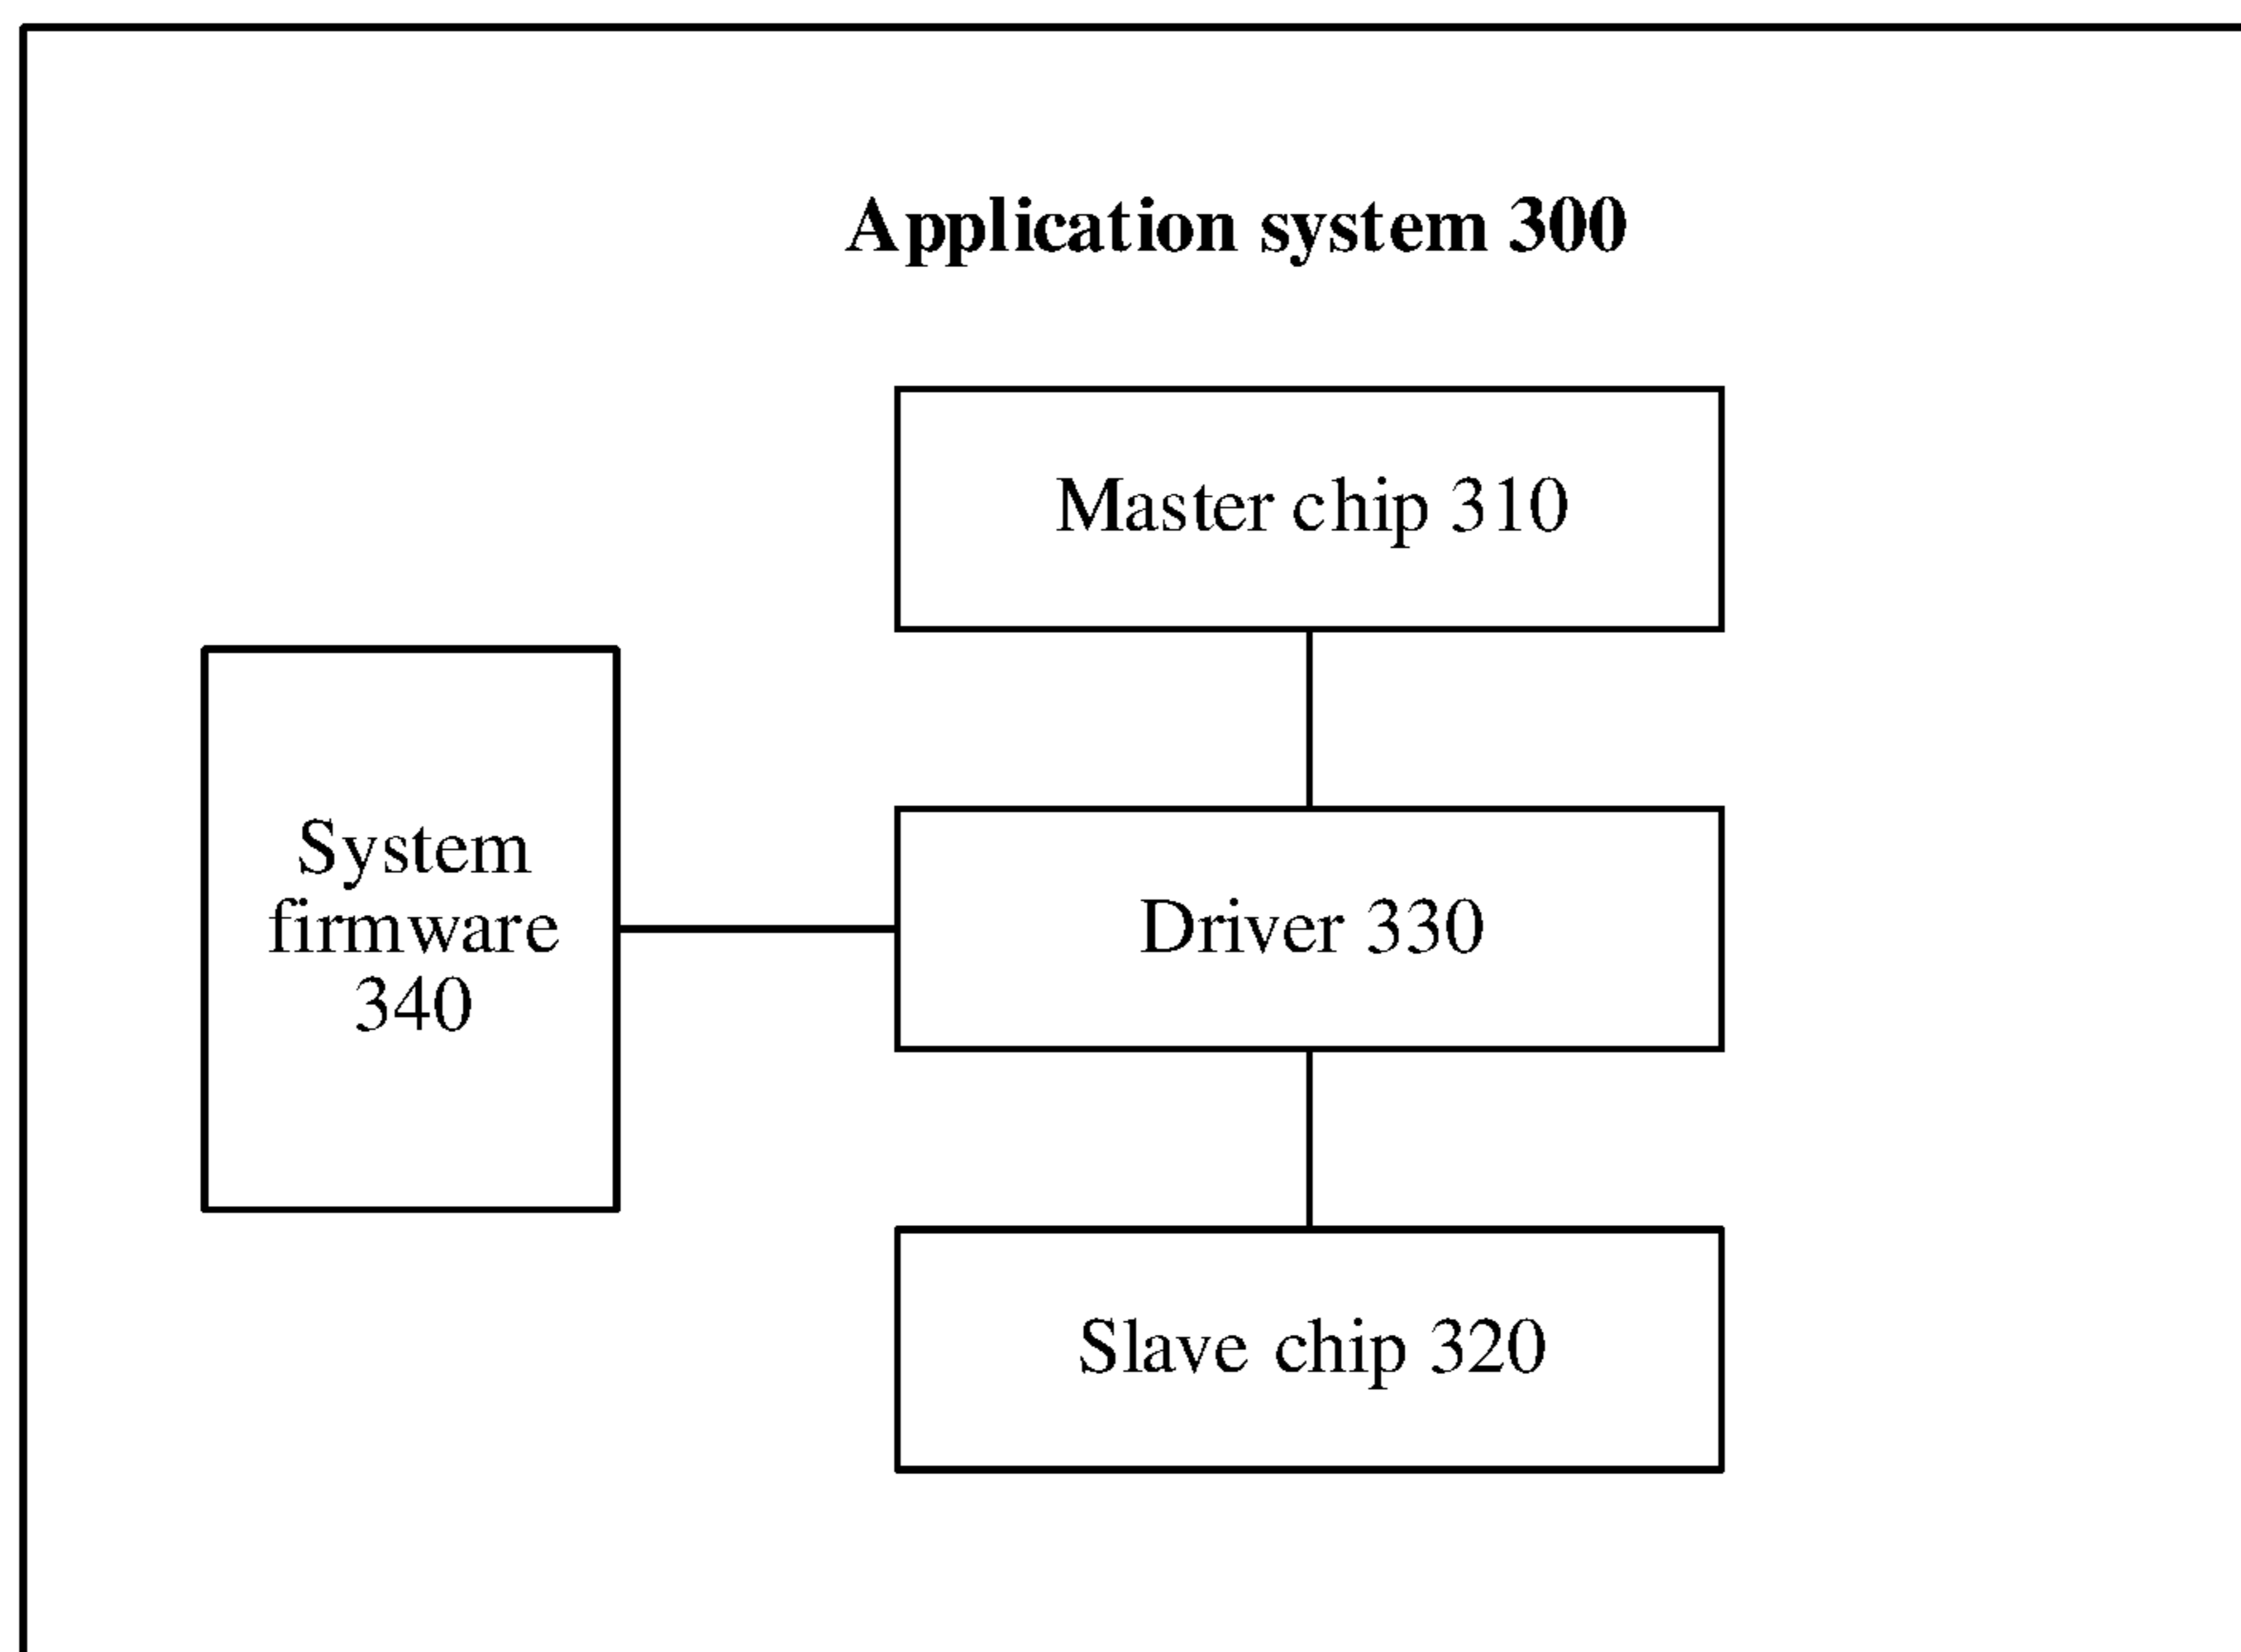 Application system 300
Master chip 310
System
firmware
340
Driver 330
Slave chip 320